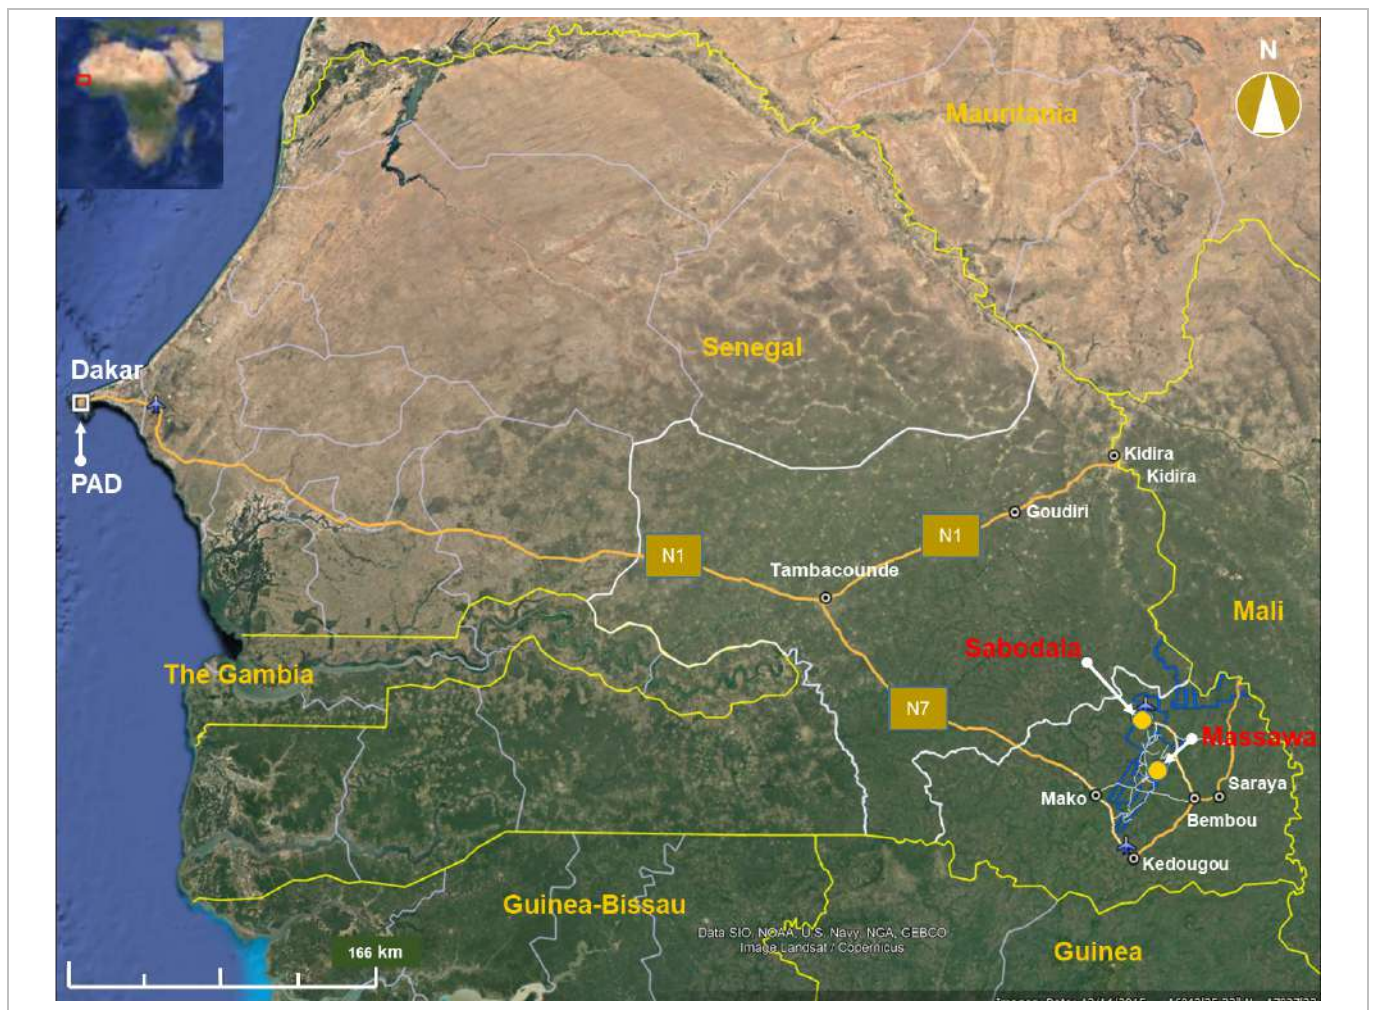 N
Mauritania
Senegal
Dakar
PAD
Kidira
Kidira
Goudiri
N1
N1
Tambacounde
Mali
Sabodala
The Gambia
N7
Massawa
Mako
Saraya
Bembou
Kedougou
Guinea-Bissau
Data SIO, NOAA, U.S. Navy, NGA, GEBCO
Image Landsat / Copernicus
166 km
Guinea